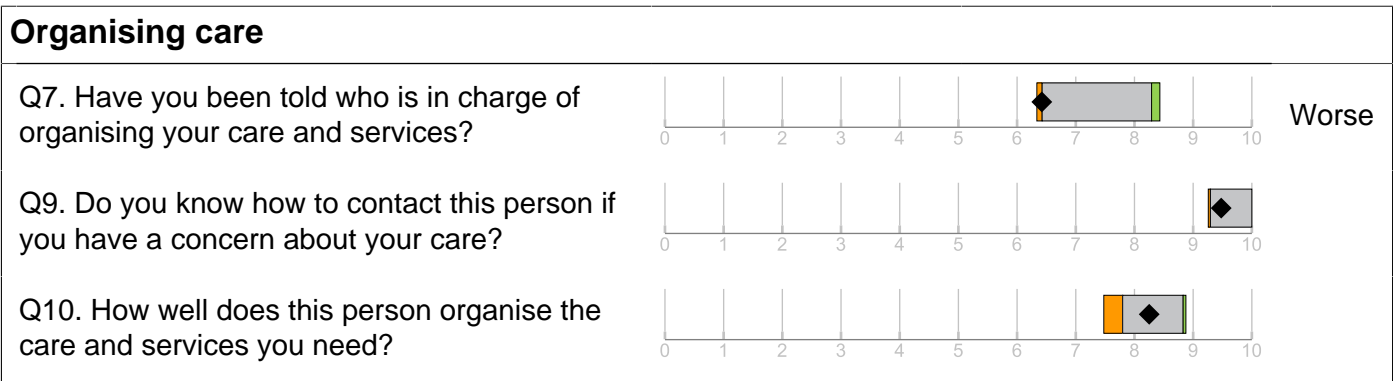 Organising care
Q7. Have you been told who is in charge of
organising your care and services?
0 1 2 3 4 5 6 7 8 9 10
Worse
Q9. Do you know how to contact this person if
you have a concern about your care?
0 1 2 3 4 5 6 7 8 9 10
Q10. How well does this person organise the
care and services you need?
0 1 2 3 4 5 6 7 8 9 10